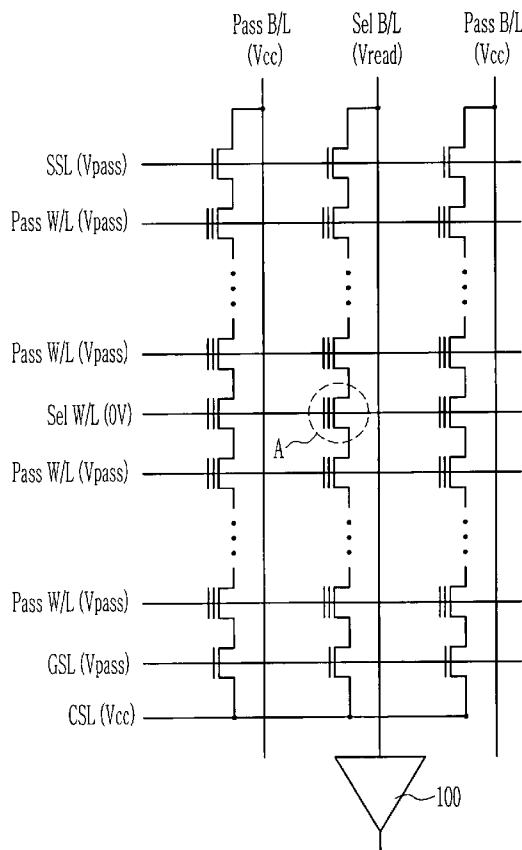 Pass B/L
(Vcc)
Sel B/L
(Vread)
Pass B/L
(Vcc)
SSL (Vpass)
Pass W/L (Vpass)
Pass W/L (Vpass)
Sel W/L (0V)
A
Pass W/L (Vpass)
Pass W/L (Vpass)
GSL (Vpass)
CSL (Vcc)
100